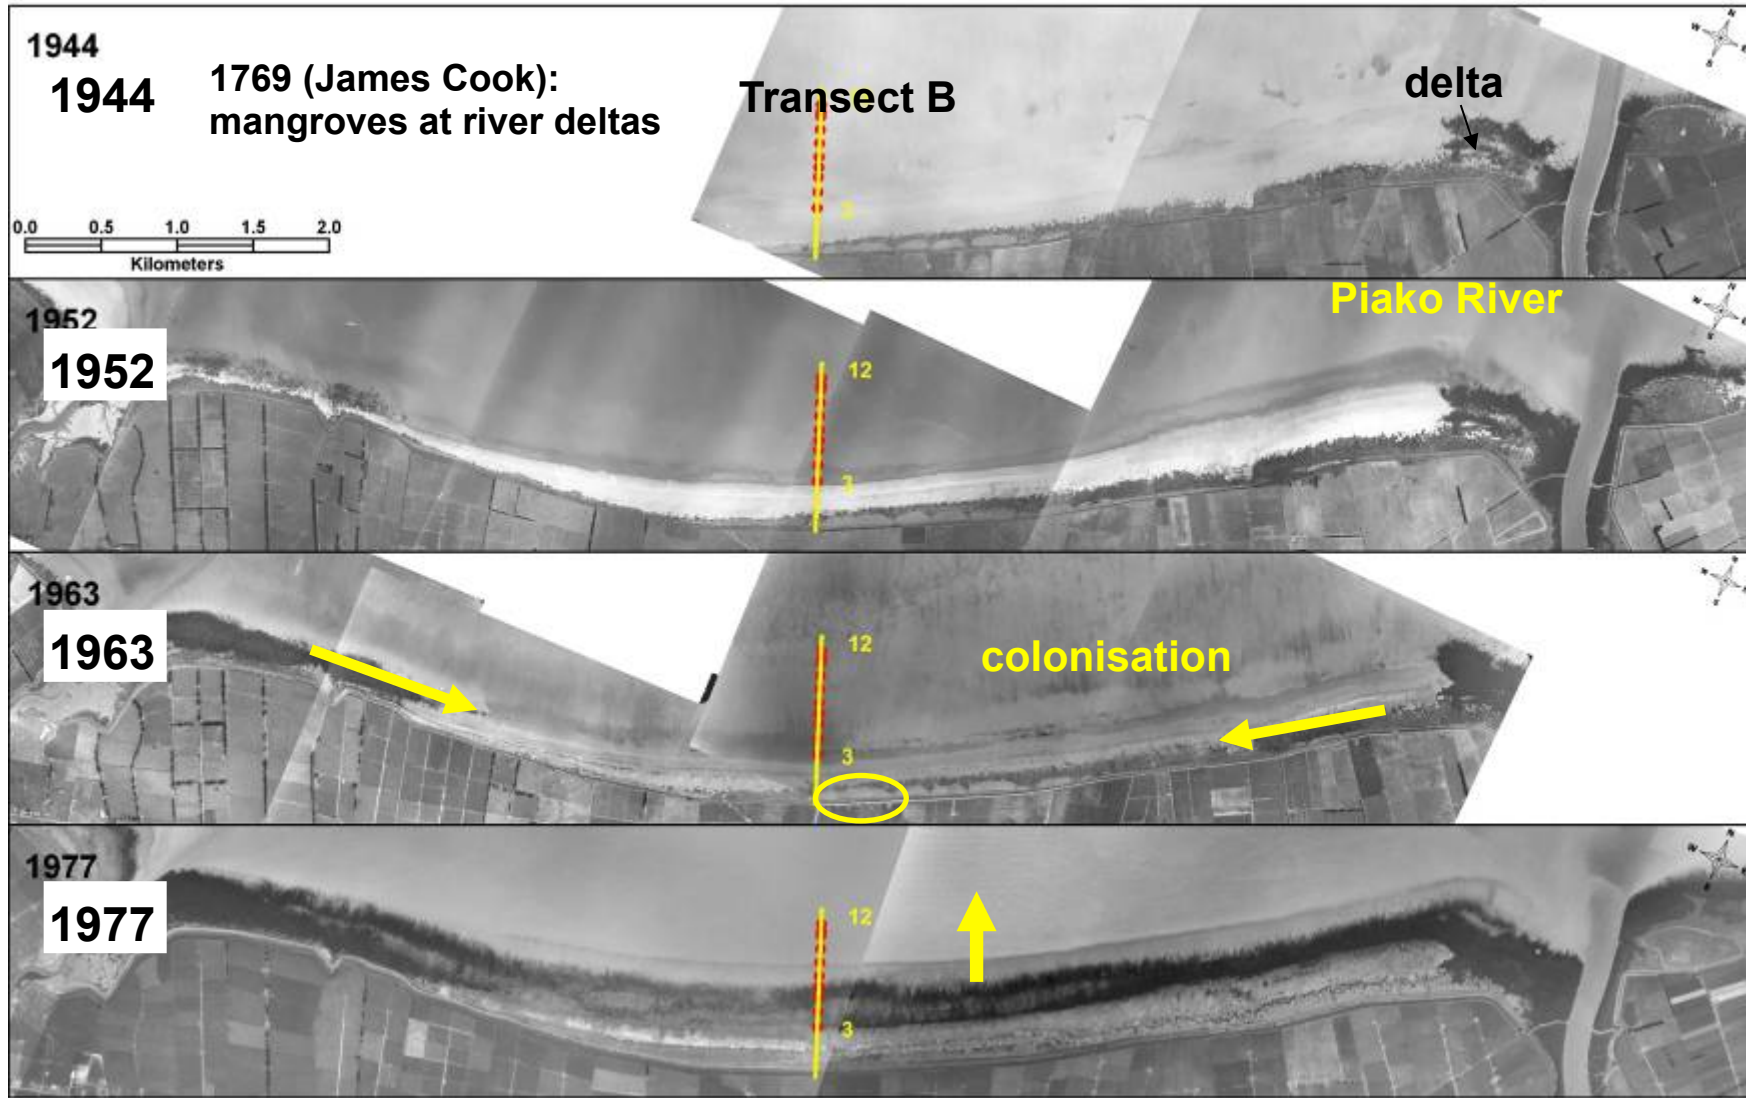 1944
1944
1769 (James Cook):
mangroves at river deltas
Transect B
delta
0.0 0.5 1.0 1.5 2.0
Kilometers
1952
1952
Piako River
12
3
1963
1963
colonisation
12
3
1977
1977
12
3